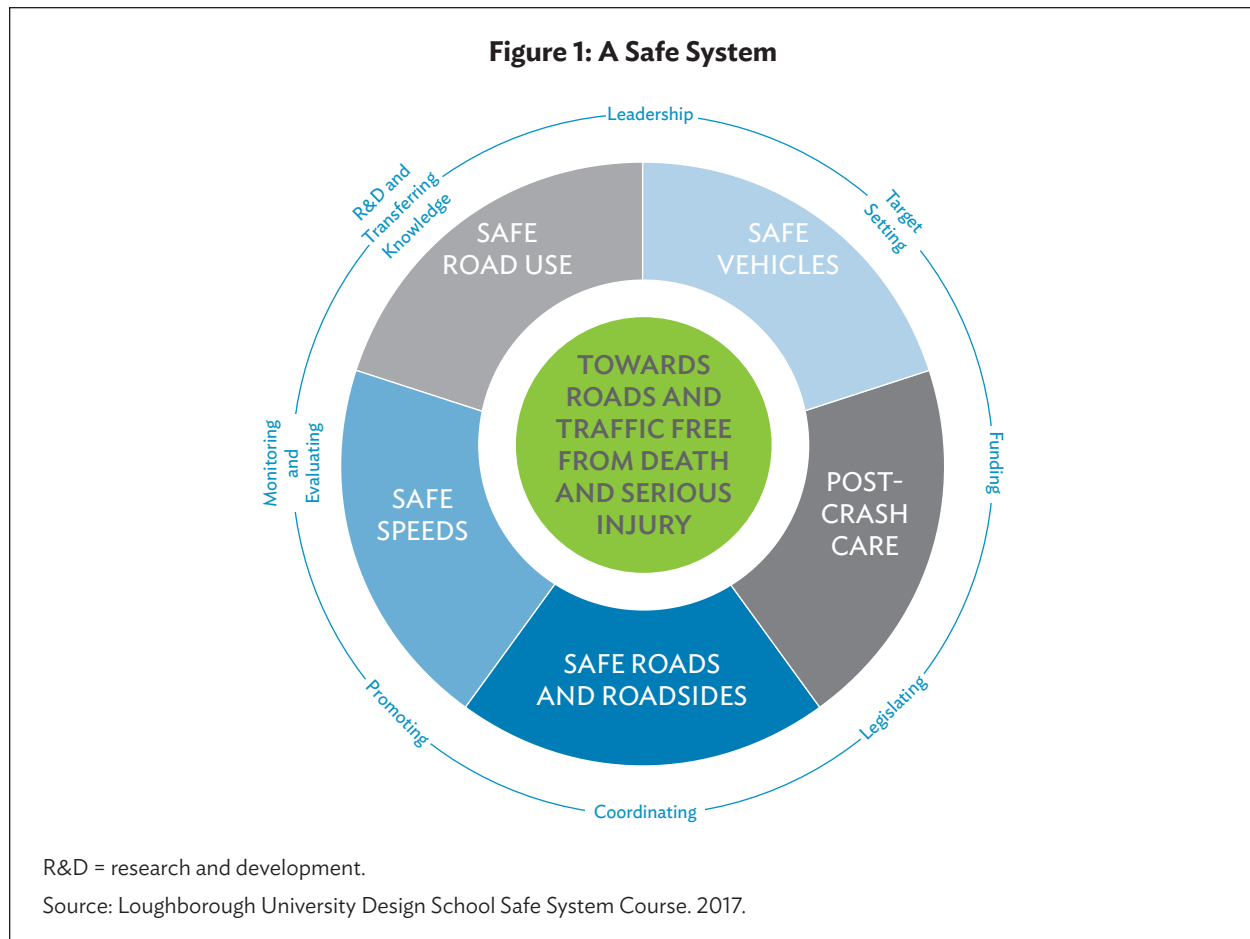 Figure 1: A Safe System
Leadership
Target
Setting
Funding
Legislating
Coordinating
Promoting
Monitoring
and
Evaluating
R&D and
Transferring
Knowledge
SAFE
ROAD USE
SAFE
VEHICLES
POST-
CRASH
CARE
SAFE ROADS
AND ROADSIDES
SAFE
SPEEDS
TOWARDS
ROADS AND
TRAFFIC FREE
FROM DEATH
AND SERIOUS
INJURY
R&D = research and development.
Source: Loughborough University Design School Safe System Course. 2017.